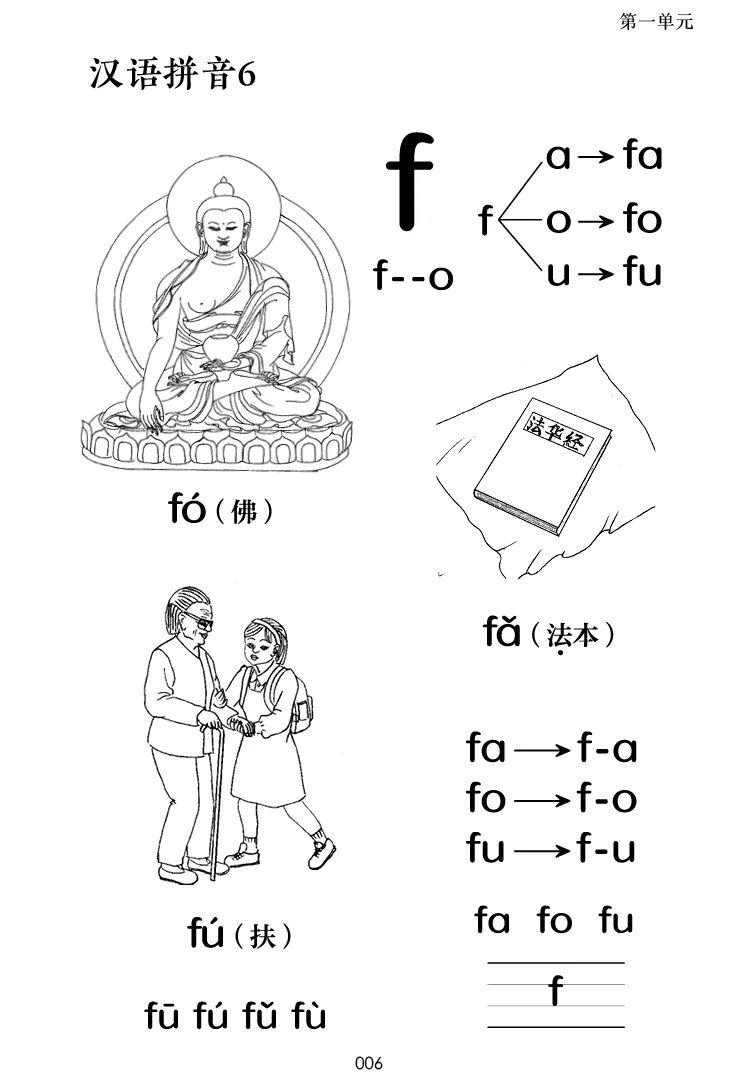 第一单元
汉语拼音6
f
f--o
f
a→fa
o→fo
u→fu
法华经
fó（佛）
fǎ（法本）
fa→f-a
fo→f-o
fu→f-u
fú（扶）
fa fo fu
f
fū fú fǔ fù
006